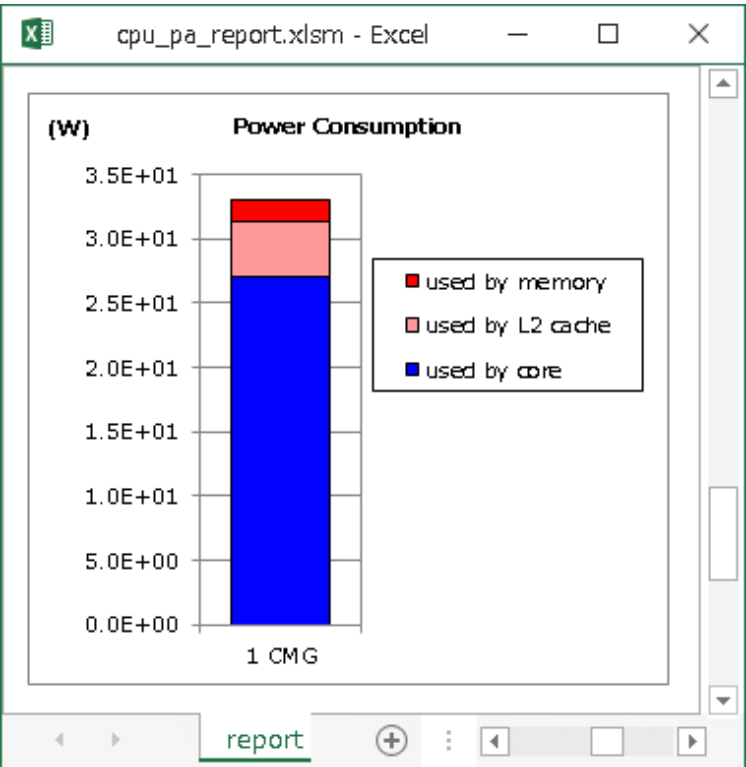 cpu_pa_report.xlsm - Excel
(W) Power Consumption
3.5E+01
3.0E+01
2.5E+01
2.0E+01
1.5E+01
1.0E+01
5.0E+00
0.0E+00
1 CMG
used by memory
used by L2 cache
used by core
report